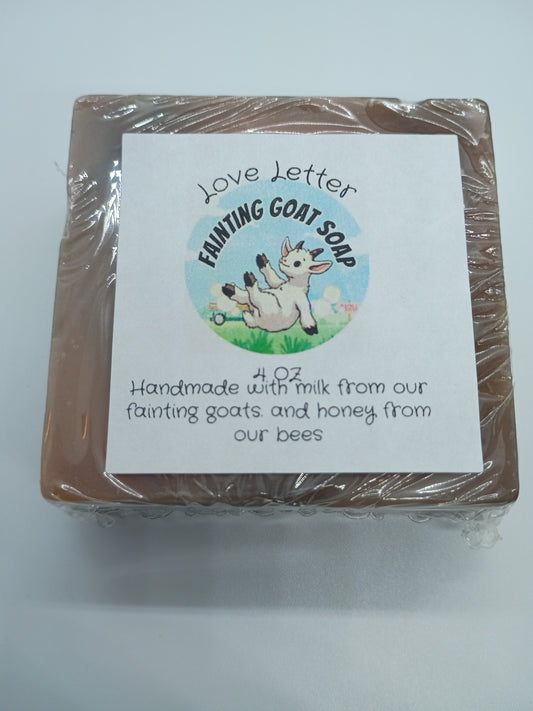 Love Letter
FAINTING GOAT SOAP
4 OZ
Handmade with milk from our
fainting goats. and honey from
our bees